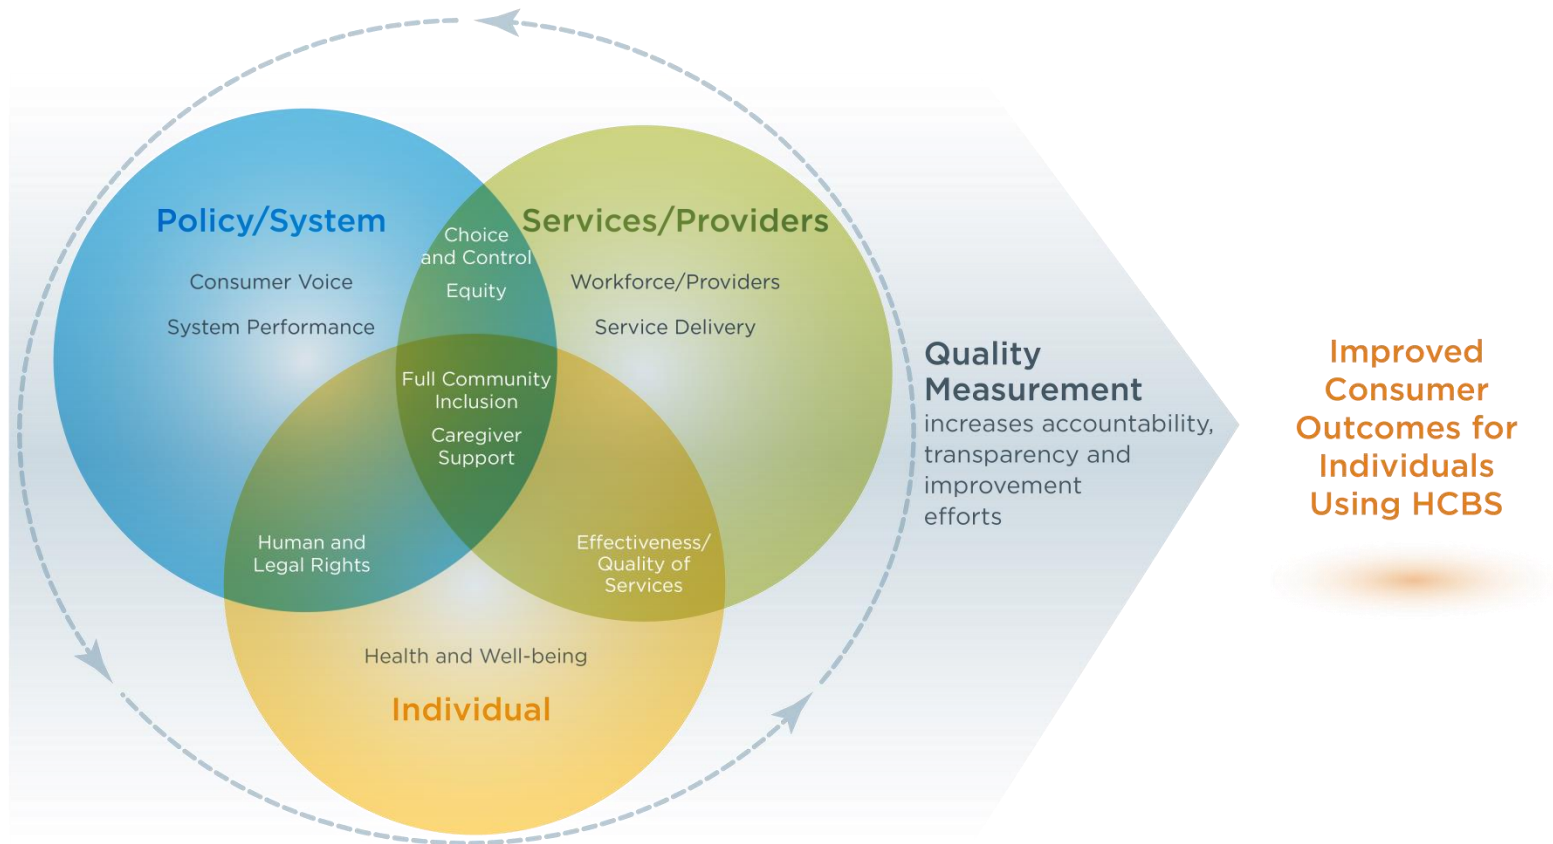 Policy/System
Consumer Voice
System Performance
Choice
and Control
Equity
Services/Providers
Workforce/Providers
Service Delivery
Full Community
Inclusion
Caregiver
Support
Human and
Legal Rights
Effectiveness/
Quality of
Services
Health and Well-being
Individual
Quality
Measurement
increases accountability,
transparency and
improvement
efforts
Improved
Consumer
Outcomes for
Individuals
Using HCBS